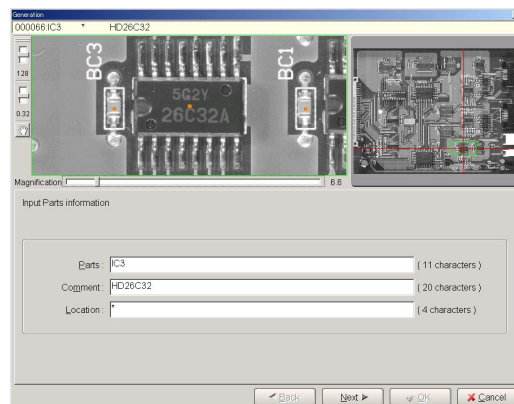 Generation
000066:IC3 * HD26C32
128
0.32
BC3
5G2Y
26C32A
BC1
Magnification
6.6
Input Parts information
Parts : IC3 ( 11 characters )
Comment : HD26C32 ( 20 characters )
Location : * ( 4 characters )
Back Next OK Cancel